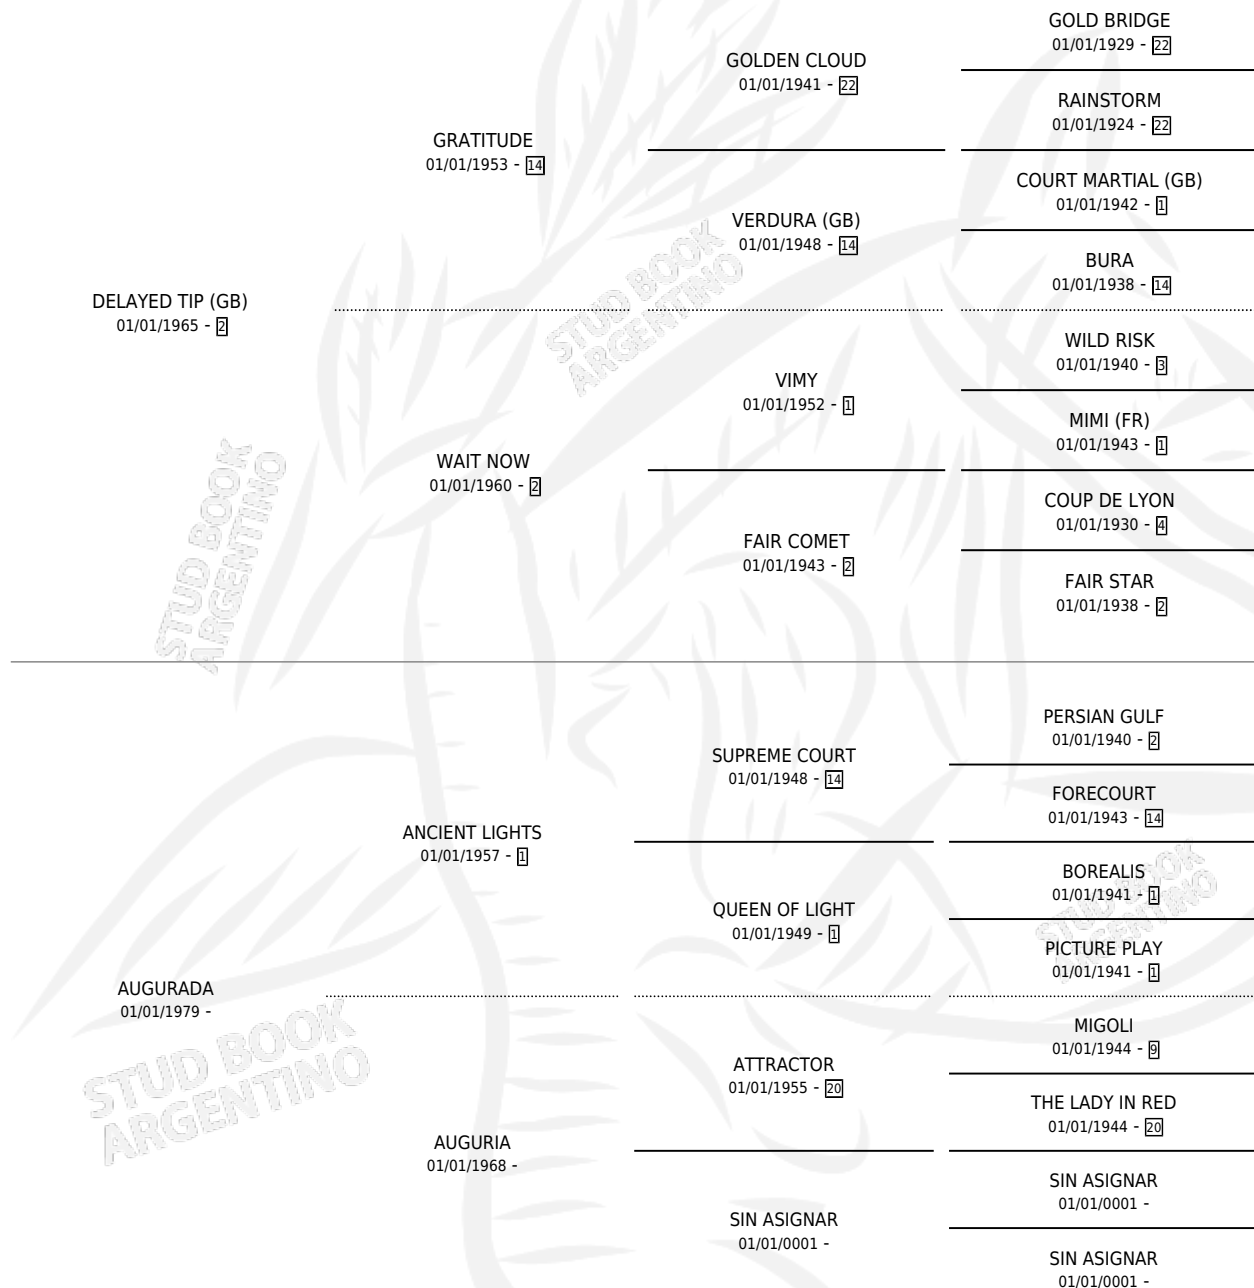 GOLD BRIDGE
01/01/1929 - 22
GOLDEN CLOUD
01/01/1941 - 22
RAINSTORM
01/01/1924 - 22
GRATITUDE
01/01/1953 - 14
COURT MARTIAL (GB)
01/01/1942 - 1
VERDURA (GB)
01/01/1948 - 14
BURA
01/01/1938 - 14
DELAYED TIP (GB)
01/01/1965 - 2
WILD RISK
01/01/1940 - 3
VIMY
01/01/1952 - 1
MIMI (FR)
01/01/1943 - 1
WAIT NOW
01/01/1960 - 2
COUP DE LYON
01/01/1930 - 4
FAIR COMET
01/01/1943 - 2
FAIR STAR
01/01/1938 - 2
STUD BOOK
ARGENTINO
STUD BOOK
ARGENTINO
PERSIAN GULF
01/01/1940 - 2
SUPREME COURT
01/01/1948 - 14
FORECOURT
01/01/1943 - 14
ANCIENT LIGHTS
01/01/1957 - 1
BOREALIS
01/01/1941 - 1
QUEEN OF LIGHT
01/01/1949 - 1
PICTURE PLAY
01/01/1941 - 1
STUD BOOK
ARGENTINO
AUGURADA
01/01/1979 -
MIGOLI
01/01/1944 - 9
ATTRACTOR
01/01/1955 - 20
THE LADY IN RED
01/01/1944 - 20
AUGURIA
01/01/1968 -
SIN ASIGNAR
01/01/0001 -
SIN ASIGNAR
01/01/0001 -
SIN ASIGNAR
01/01/0001 -
STUD BOOK
ARGENTINO